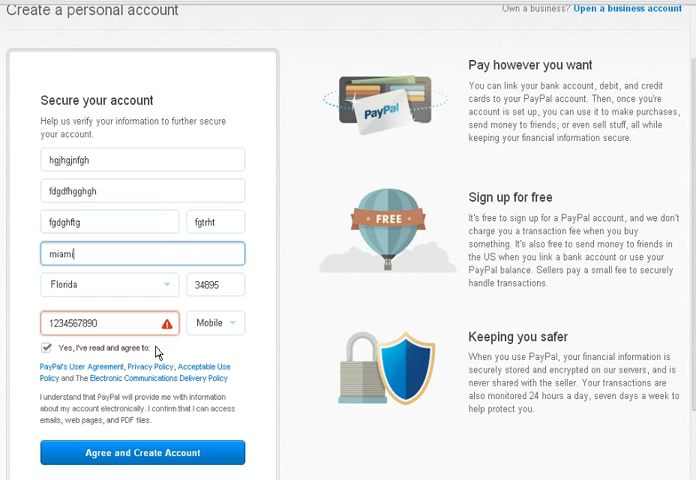 Create a personal account
Own a business? Open a business account
Secure your account
Help us verify your information to further secure
your account.
hgjhgjnfgh
fdgdfhgghgh
fgdghftg
fgtrht
miami
Florida
34895
1234567890
Mobile
Yes, I've read and agree to:
PayPal's User Agreement, Privacy Policy, Acceptable Use
Policy and The Electronic Communications Delivery Policy
I understand that PayPal will provide me with information
about my account electronically. I confirm that I can access
emails, web pages, and PDF files.
Agree and Create Account
PayPal
Pay however you want
You can link your bank account, debit, and credit
cards to your PayPal account. Then, once you're
account is set up, you can use it to make purchases,
send money to friends, or even sell stuff, all while
keeping your financial information secure.
FREE
Sign up for free
It's free to sign up for a PayPal account, and we don't
charge you a transaction fee when you buy
something. It's also free to send money to friends in
the US when you link a bank account or use your
PayPal balance. Sellers pay a small fee to securely
handle transactions.
Keeping you safer
When you use PayPal, your financial information is
securely stored and encrypted on our servers, and is
never shared with the seller. Your transactions are
also monitored 24 hours a day, seven days a week to
help protect you.